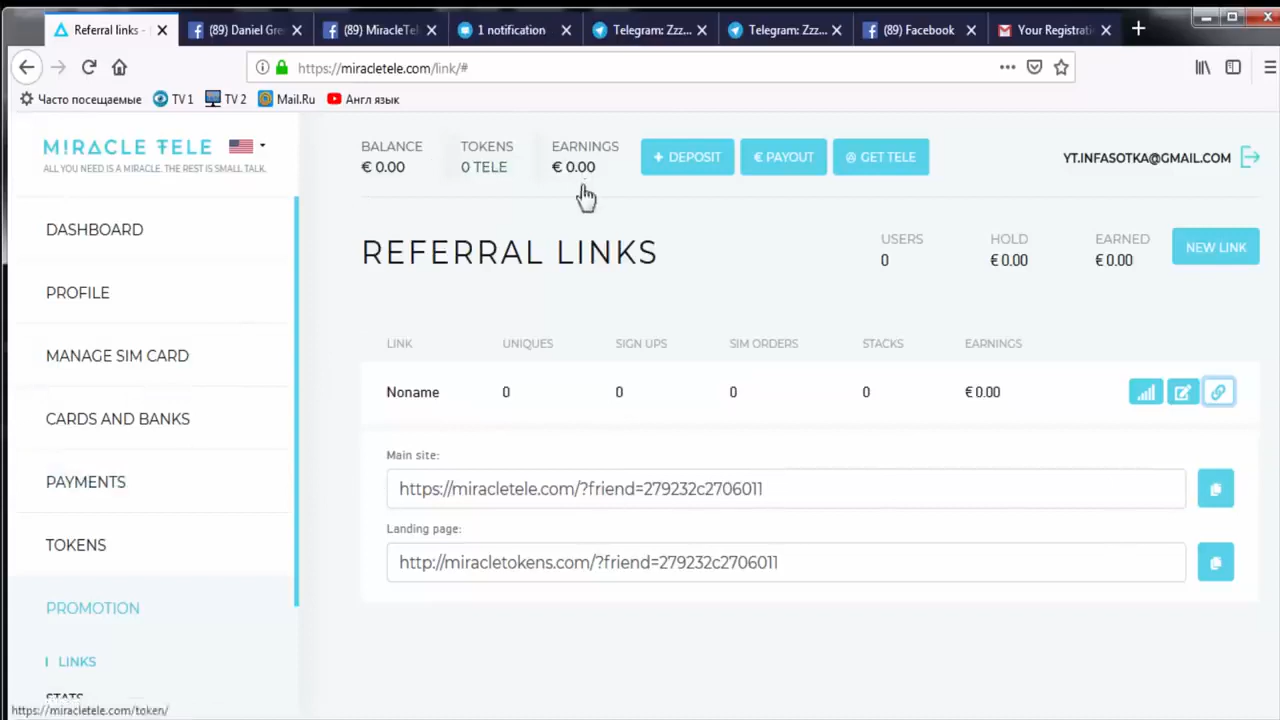 Referral links -
(89) Daniel Gre
(89) MiracleTel
1 notification
Telegram: Zzz...
Telegram: Zzz...
(89) Facebook
Your Registrati
https://miracletele.com/link/#
Часто посещаемые
TV 1
TV 2
Mail.Ru
Англ язык
MIRACLE TELE
ALL YOU NEED IS A MIRACLE. THE REST IS SMALL TALK.
BALANCE
€ 0.00
TOKENS
0 TELE
EARNINGS
€ 0.00
+ DEPOSIT
€ PAYOUT
GET TELE
YT.INFASOTKA@GMAIL.COM
DASHBOARD
PROFILE
MANAGE SIM CARD
CARDS AND BANKS
PAYMENTS
TOKENS
PROMOTION
LINKS
STATS
REFERRAL LINKS
USERS
0
HOLD
€ 0.00
EARNED
€ 0.00
NEW LINK
LINK UNIQUES SIGN UPS SIM ORDERS STACKS EARNINGS
Noname 0 0 0 0 € 0.00
Main site:
https://miracletele.com/?friend=279232c2706011
Landing page:
http://miracletokens.com/?friend=279232c2706011
https://miracletele.com/token/